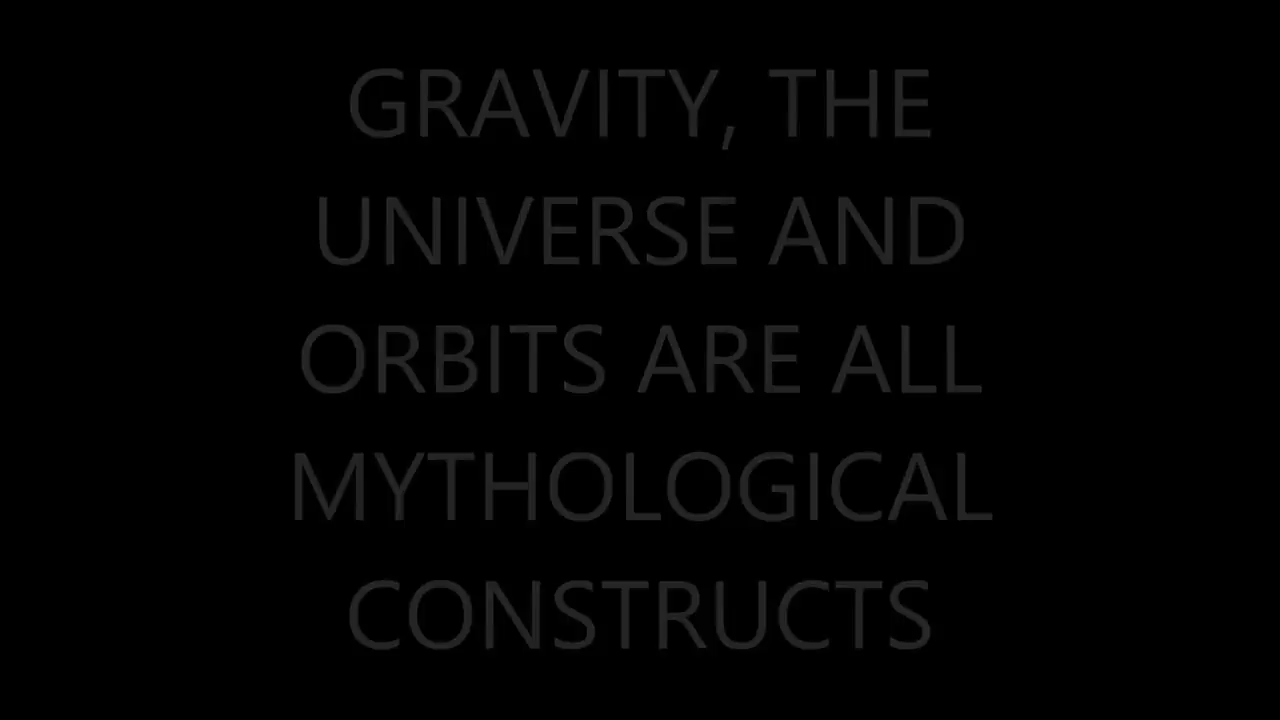 GRAVITY, THE
UNIVERSE AND
ORBITS ARE ALL
MYTHOLOGICAL
CONSTRUCTS